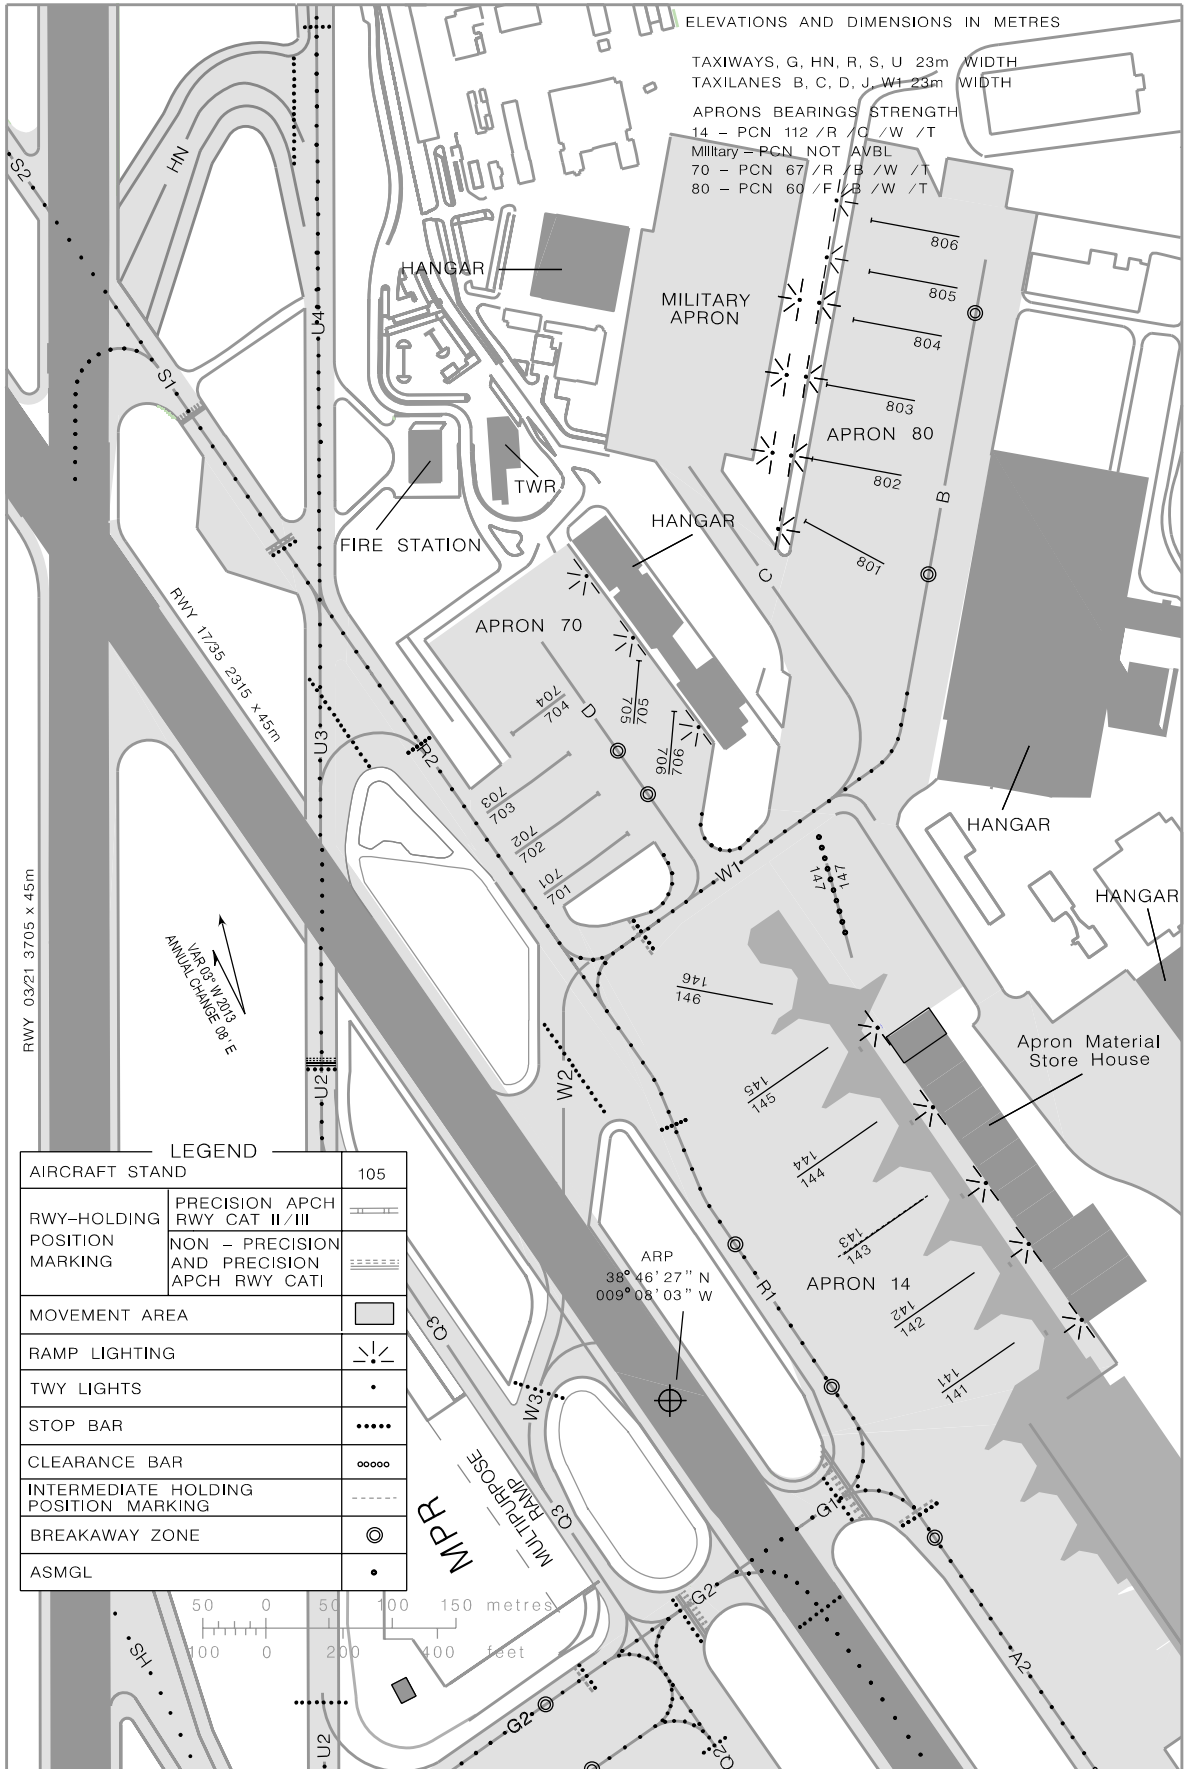 ELEVATIONS AND DIMENSIONS IN METRES
TAXIWAYS, G, HN, R, S, U 23m WIDTH
TAXILANES B, C, D, J, W1 23m WIDTH
APRONS BEARINGS STRENGTH
14 - PCN 112 /R /C /W /T
Military - PCN NOT AVBL
70 - PCN 67 /R /B /W /T
80 - PCN 60 /F /B /W /T
S2
HN
U4
S1
HANGAR
MILITARY
APRON
806
805
804
803
APRON 80
802
801
B
C
TWR
FIRE STATION
HANGAR
APRON 70
RWY 17/35 2315 x 45m
704
704
D
705
705
706
706
U3
R2
703
703
702
702
701
701
W1
147
147
HANGAR
HANGAR
RWY 03/21 3705 x 45m
VAR 03° W 2013
ANNUAL CHANGE 08' E
146
146
Apron Material
Store House
U2
W2
145
145
144
144
143
143
142
142
141
141
APRON 14
R1
ARP
38° 46' 27" N
009° 08' 03" W
LEGEND
AIRCRAFT STAND
105
RWY-HOLDING
POSITION
MARKING
PRECISION APCH
RWY CAT II/III
NON - PRECISION
AND PRECISION
APCH RWY CATI
MOVEMENT AREA
RAMP LIGHTING
TWY LIGHTS
STOP BAR
CLEARANCE BAR
INTERMEDIATE HOLDING
POSITION MARKING
BREAKAWAY ZONE
ASMGL
Q3
W3
Q3
MPR
MULTIPURPOSE
RAMP
G1
G2
A2
50 0 50 100 150 metres
100 0 200 400 feet
HS
U2
G2
Q2